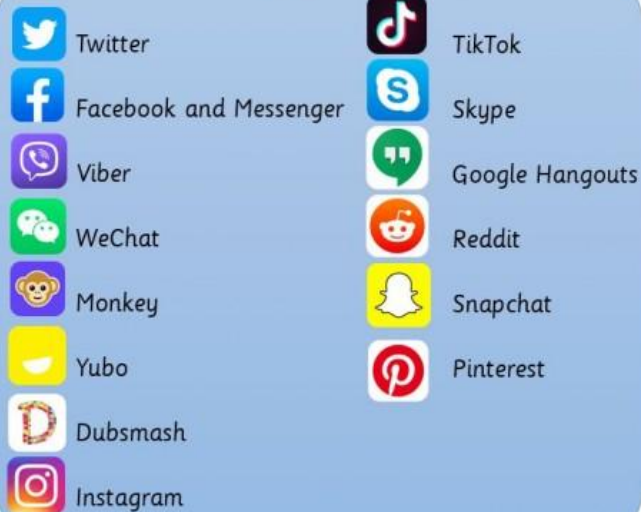 Twitter
Facebook and Messenger
Viber
WeChat
Monkey
Yubo
Dubsmash
Instagram
TikTok
Skype
Google Hangouts
Reddit
Snapchat
Pinterest